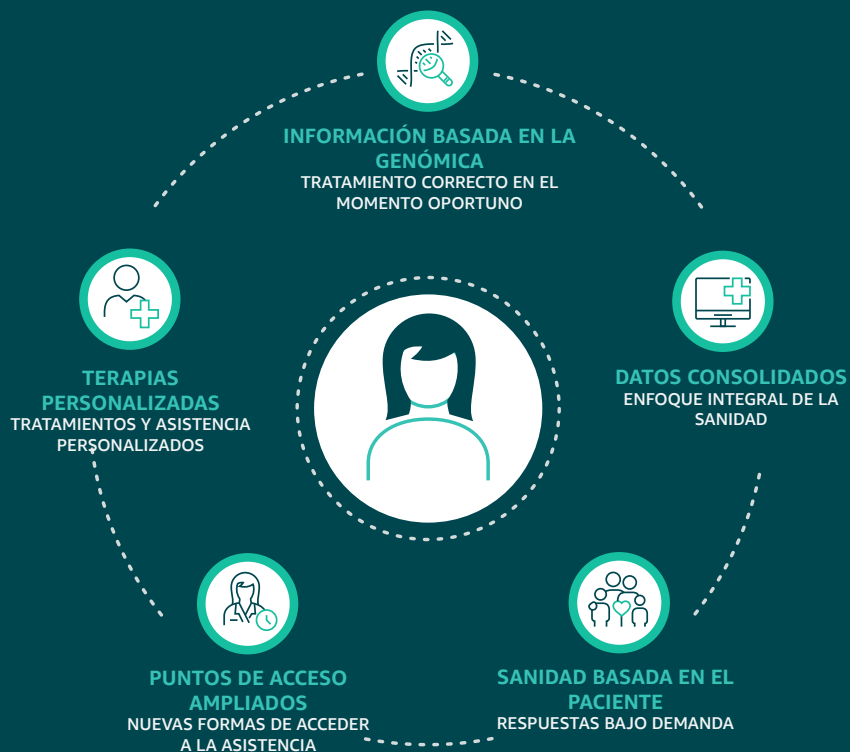 INFORMACIÓN BASADA EN LA
GENÓMICA
TRATAMIENTO CORRECTO EN EL
MOMENTO OPORTUNO
TERAPIAS
PERSONALIZADAS
TRATAMIENTOS Y ASISTENCIA
PERSONALIZADOS
DATOS CONSOLIDADOS
ENFOQUE INTEGRAL DE LA
SANIDAD
PUNTOS DE ACCESO
AMPLIADOS
NUEVAS FORMAS DE ACCEDER
A LA ASISTENCIA
SANIDAD BASADA EN EL
PACIENTE
RESPUESTAS BAJO DEMANDA